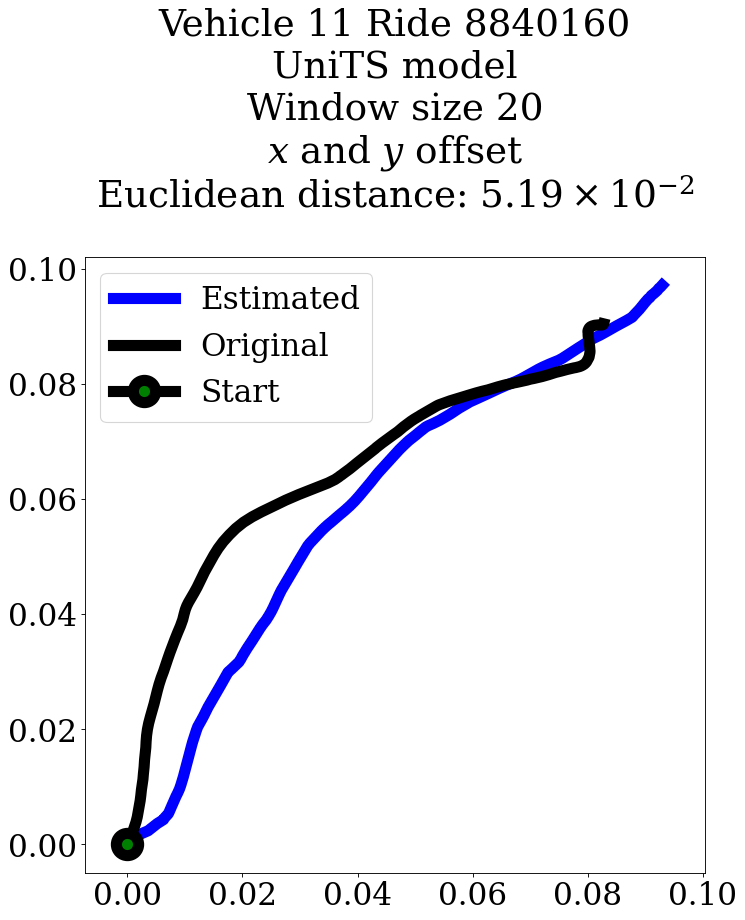 Vehicle 11 Ride 8840160
UniTS model
Window size 20
x and y offset
Euclidean distance: 5.19 × 10⁻²
Estimated
Original
Start
0.10
0.08
0.06
0.04
0.02
0.00
0.00 0.02 0.04 0.06 0.08 0.10